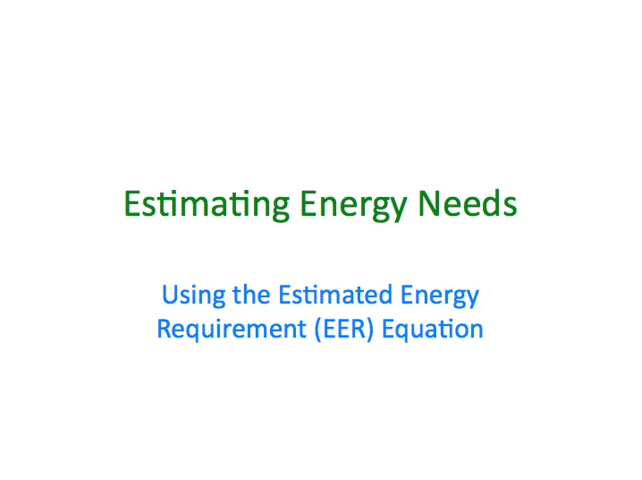 Estimating Energy Needs
Using the Estimated Energy
Requirement (EER) Equation